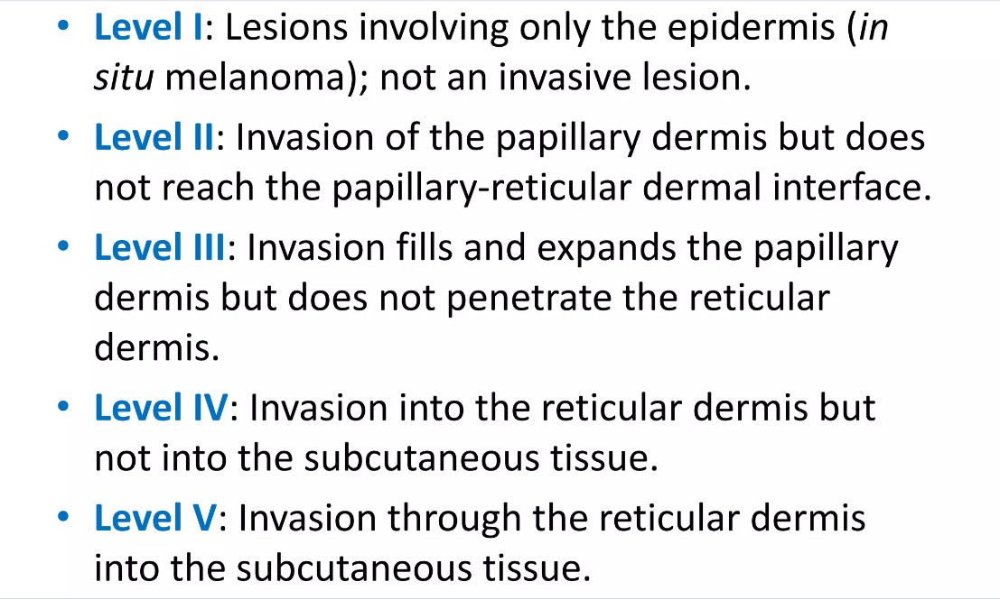 • Level I: Lesions involving only the epidermis (in
situ melanoma); not an invasive lesion.
• Level II: Invasion of the papillary dermis but does
not reach the papillary-reticular dermal interface.
• Level III: Invasion fills and expands the papillary
dermis but does not penetrate the reticular
dermis.
• Level IV: Invasion into the reticular dermis but
not into the subcutaneous tissue.
• Level V: Invasion through the reticular dermis
into the subcutaneous tissue.